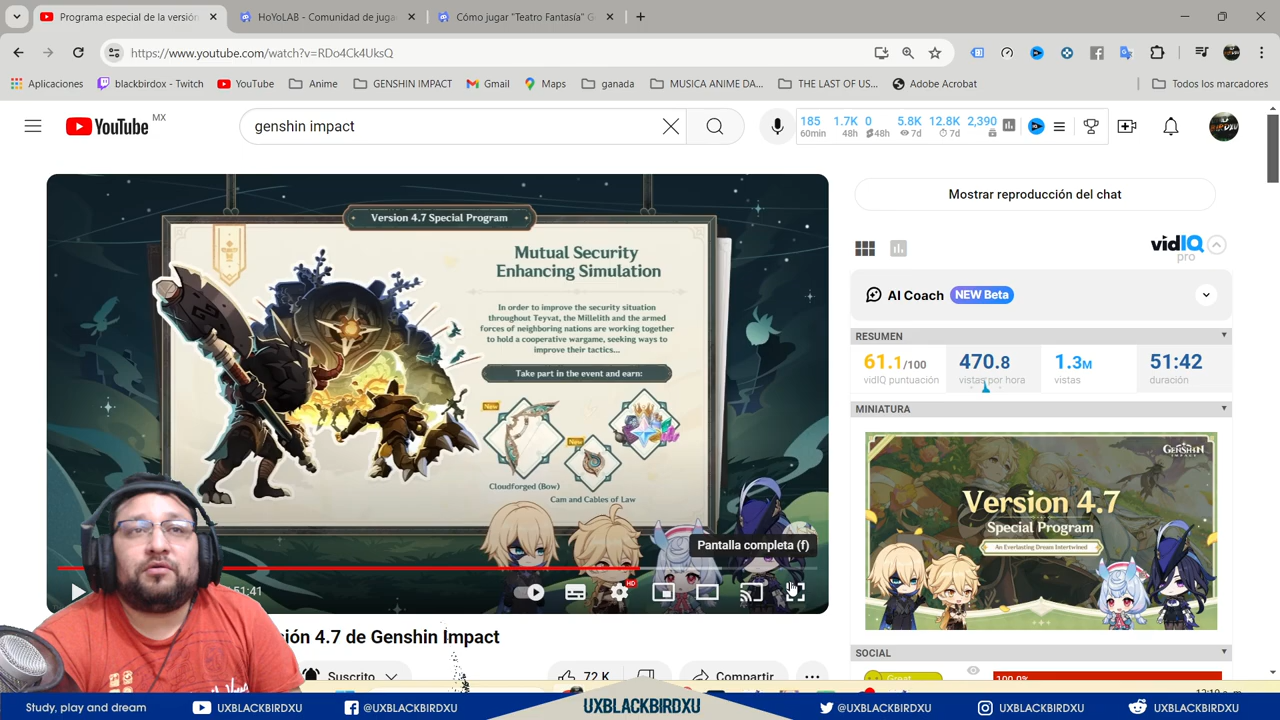 Programa especial de la versión
HoYoLAB - Comunidad de juga
Cómo jugar "Teatro Fantasía" G
https://www.youtube.com/watch?v=RDo4Ck4UksQ
Aplicaciones
blackbirdox - Twitch
YouTube
Anime
GENSHIN IMPACT
Gmail
Maps
ganada
MUSICA ANIME DA...
THE LAST OF US...
Adobe Acrobat
Todos los marcadores
YouTube MX
genshin impact
185 1.7K 0 5.8K 12.8K 2,390
60min 48h 48h 7d 7d
Version 4.7 Special Program
Mutual Security
Enhancing Simulation
In order to improve the security situation
throughout Teyvat, the Millelith and the armed
forces of neighboring nations are working together
to hold a cooperative wargame, seeking ways to
improve their tactics...
Take part in the event and earn:
New
New
Cloudforged (Bow)
Cam and Cables of Law
Pantalla completa (f)
51:41
HD
ión 4.7 de Genshin Impact
Suscrito
72 K
Compartir
Mostrar reproducción del chat
vidIQ
pro
AI Coach NEW Beta
RESUMEN
61.1/100 470.8 1.3M 51:42
vidIQ puntuación vistas por hora vistas duración
MINIATURA
GENSHIN
IMPACT
Version 4.7
Special Program
An Everlasting Dream Intertwined
SOCIAL
Great
100.0%
Study, play and dream
UXBLACKBIRDXU
@UXBLACKBIRDXU
UXBLACKBIRDXU
@UXBLACKBIRDXU
UXBLACKBIRDXU
UXBLACKBIRDXU